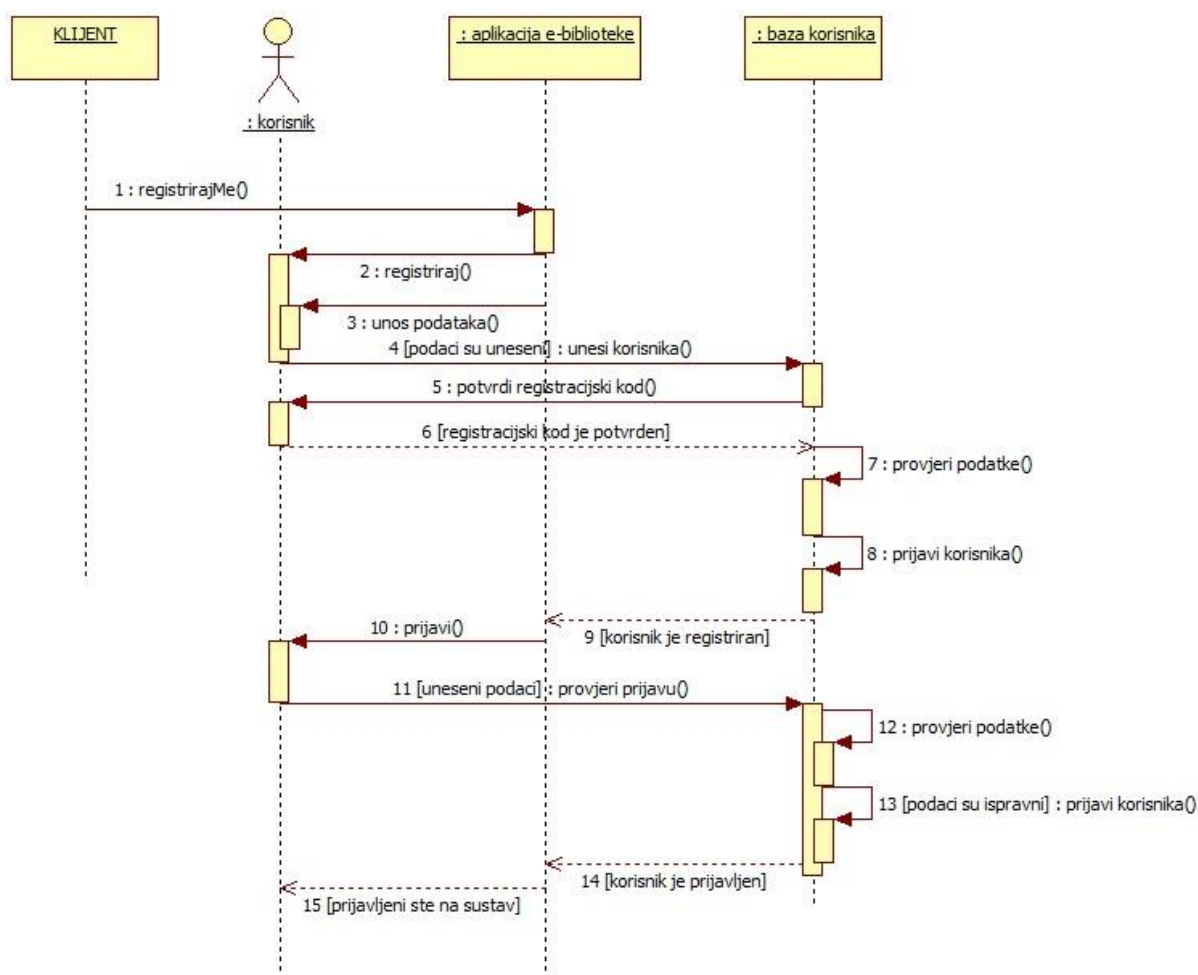 KLIJENT
: korisnik
: aplikacija e-biblioteke
: baza korisnika
1 : registrirajMe()
2 : registriraj()
3 : unos podataka()
4 [podaci su uneseni] : unesi korisnika()
5 : potvrdi registracijski kod()
6 [registracijski kod je potvrden]
7 : provjeri podatke()
8 : prijavi korisnika()
9 [korisnik je registriran]
10 : prijavi()
11 [uneseni podaci] : provjeri prijavu()
12 : provjeri podatke()
13 [podaci su ispravni] : prijavi korisnika()
14 [korisnik je prijavljen]
15 [prijavljeni ste na sustav]